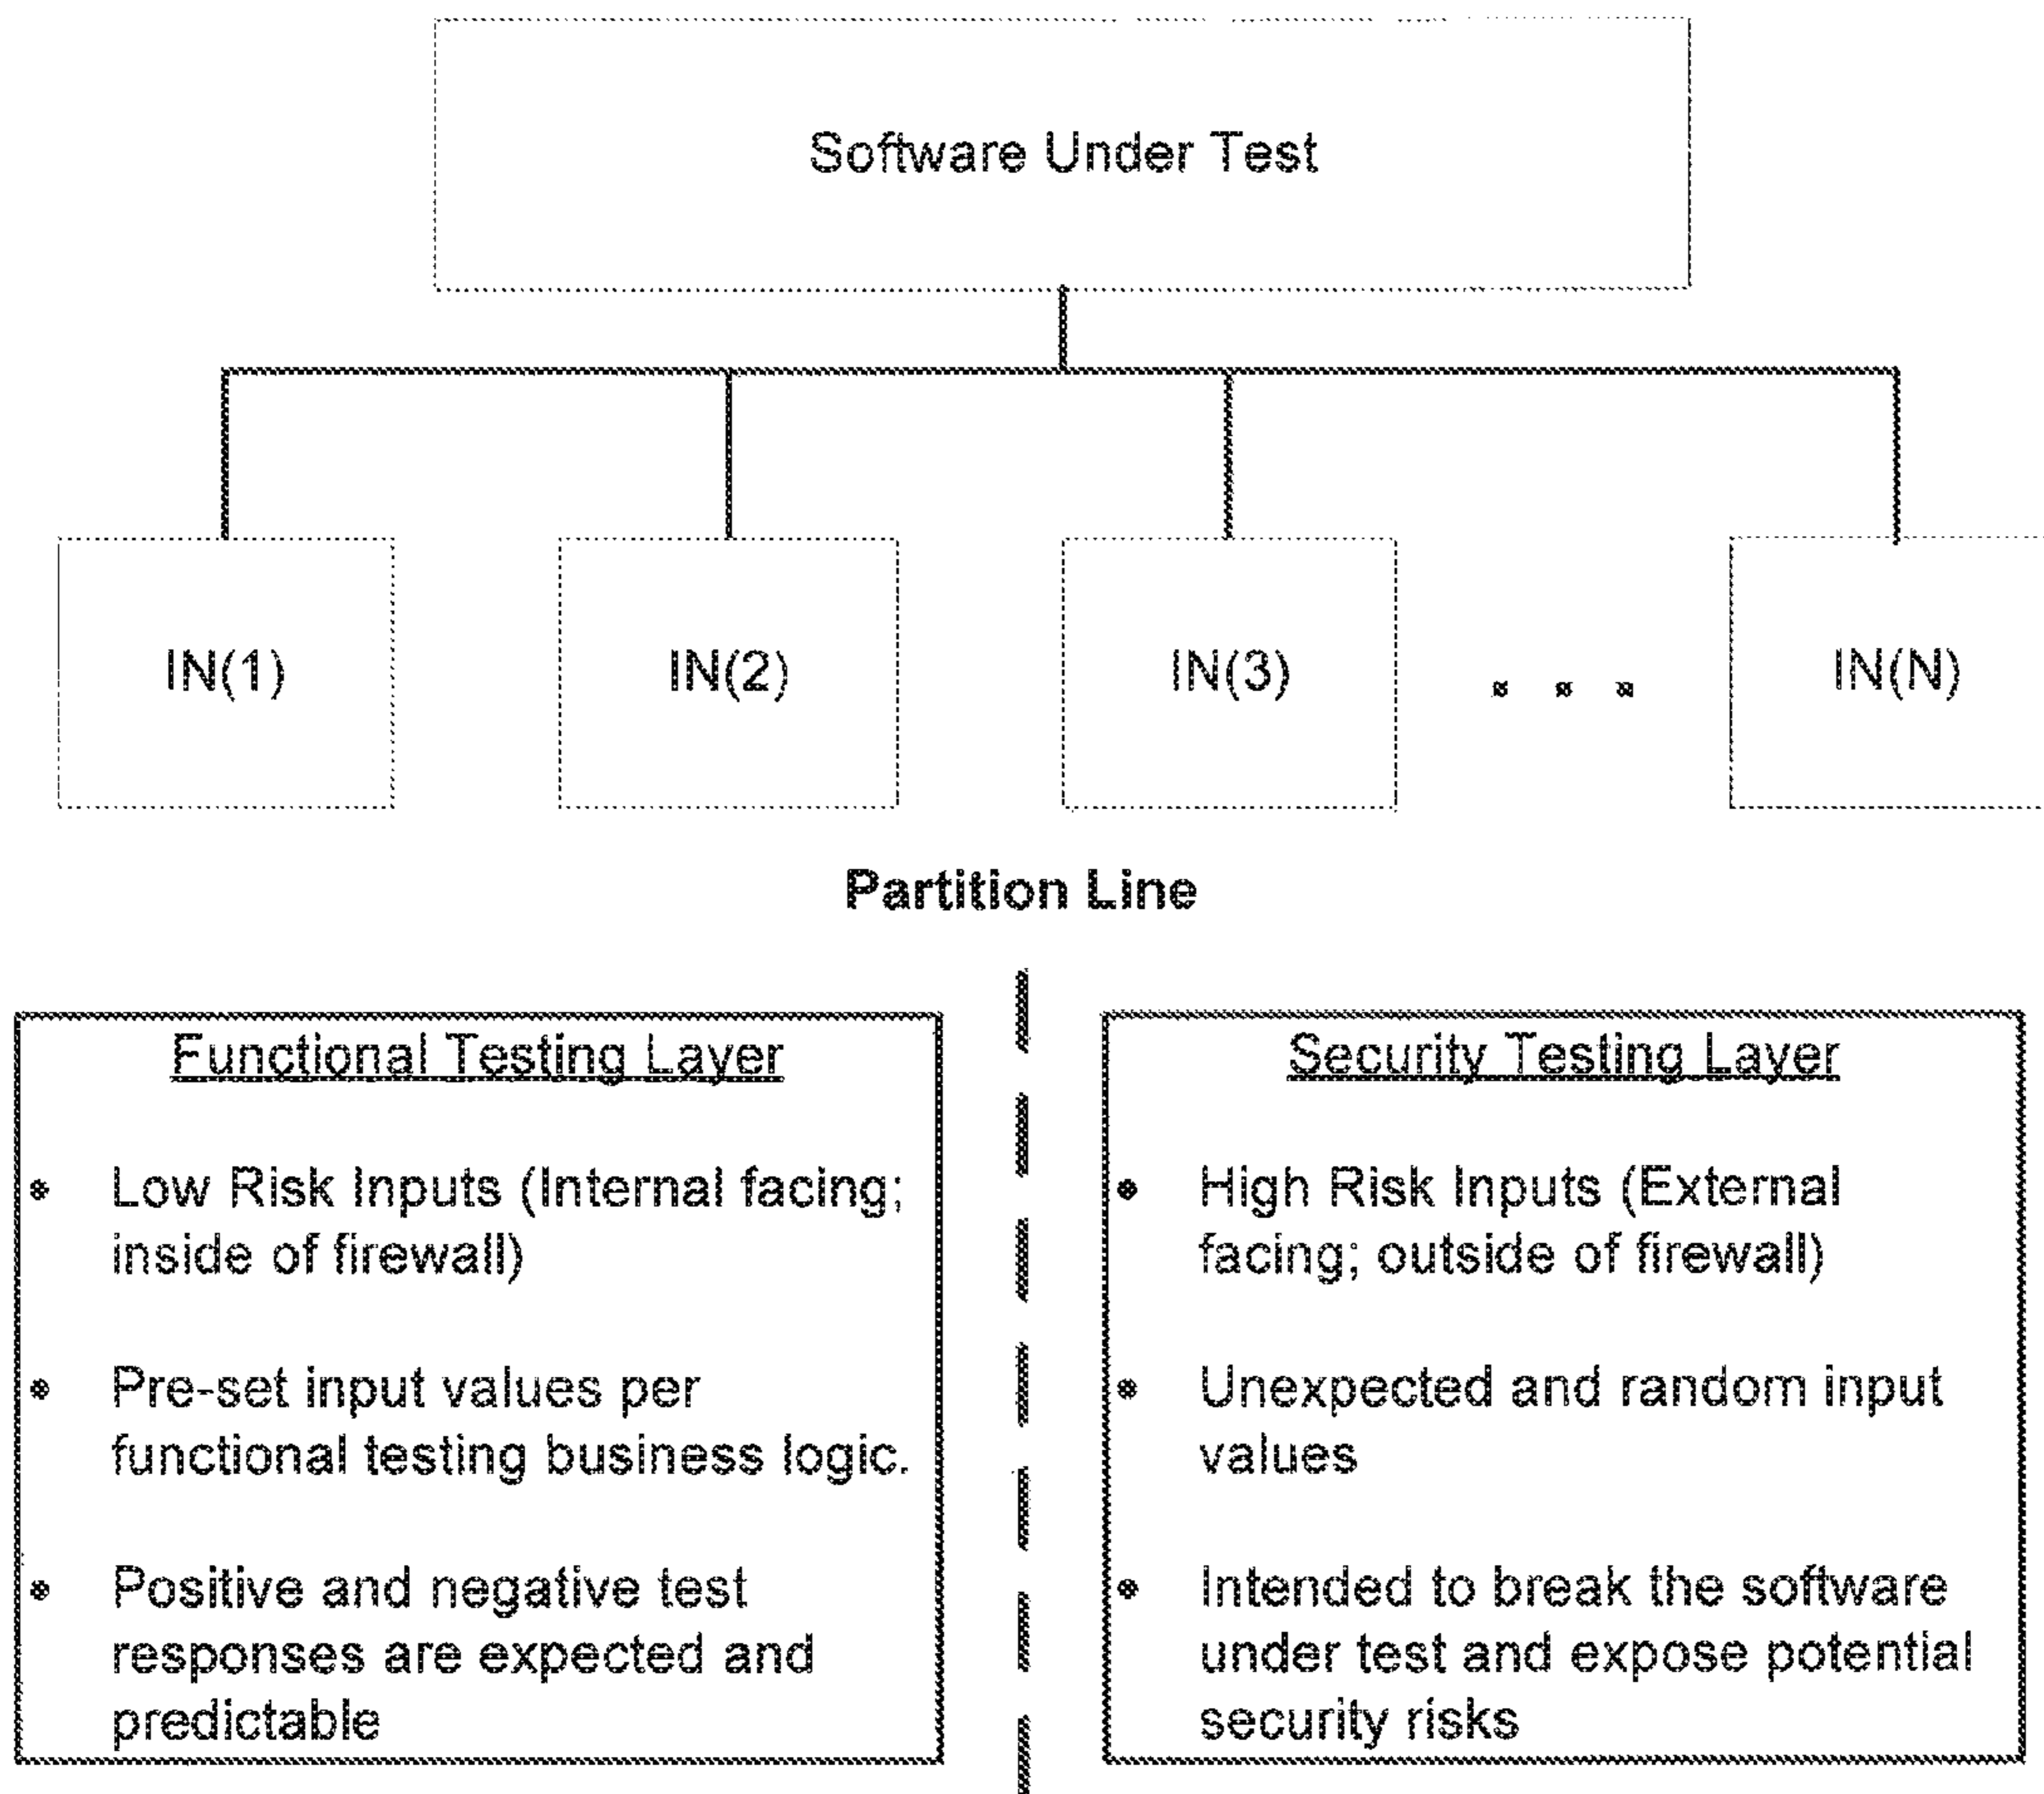 Software Under Test
IN(1)
IN(2)
IN(3)
. . .
IN(N)
Partition Line
Functional Testing Layer
• Low Risk Inputs (Internal facing;
inside of firewall)
• Pre-set input values per
functional testing business logic.
• Positive and negative test
responses are expected and
predictable
Security Testing Layer
• High Risk Inputs (External
facing; outside of firewall)
• Unexpected and random input
values
• Intended to break the software
under test and expose potential
security risks